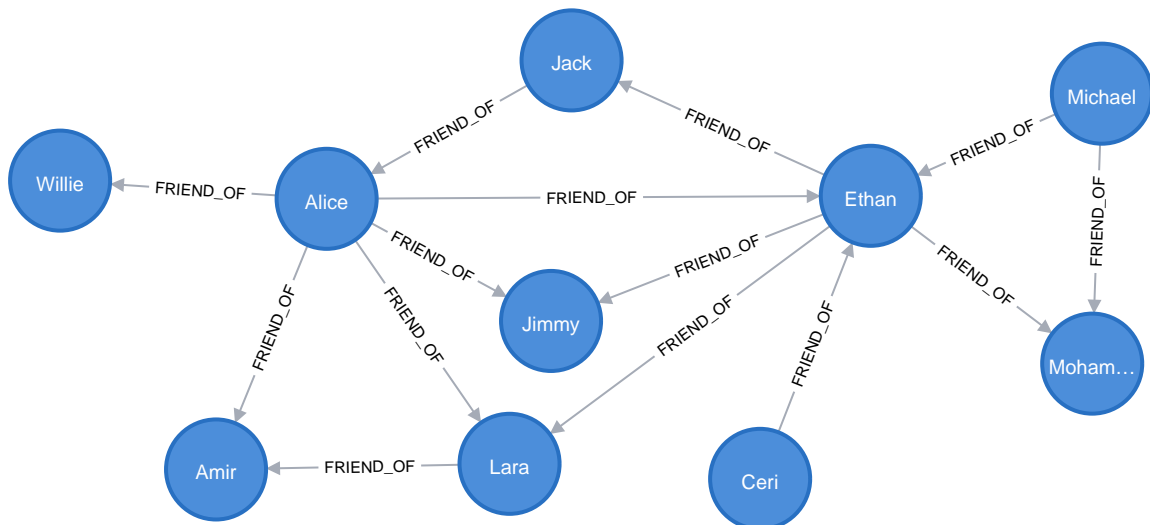 Jack
Michael
FRIEND_OF
FRIEND_OF
FRIEND_OF
Willie
FRIEND_OF
Alice
FRIEND_OF
Ethan
FRIEND_OF
FRIEND_OF
FRIEND_OF
FRIEND_OF
Jimmy
FRIEND_OF
FRIEND_OF
FRIEND_OF
FRIEND_OF
Moham…
Amir
FRIEND_OF
Lara
Ceri